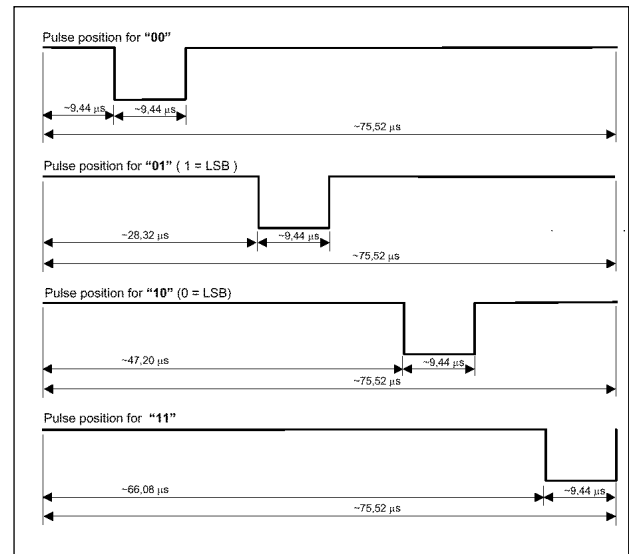 Pulse position for “00”
~9,44 μs ~9,44 μs
~75,52 μs
Pulse position for “01” ( 1 = LSB )
~28,32 μs ~9,44 μs
~75,52 μs
Pulse position for “10” (0 = LSB)
~47,20 μs ~9,44 μs
~75,52 μs
Pulse position for “11”
~66,08 μs ~9,44 μs
~75,52 μs